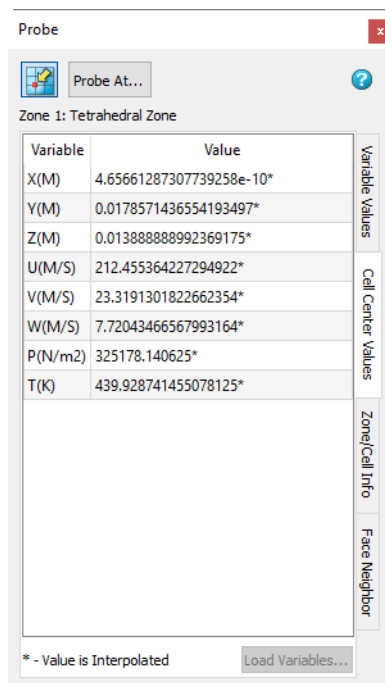 Probe
x
Probe At...
?
Zone 1: Tetrahedral Zone
Variable Value
X(M) 4.65661287307739258e-10*
Y(M) 0.0178571436554193497*
Z(M) 0.013888888992369175*
U(M/S) 212.455364227294922*
V(M/S) 23.3191301822662354*
W(M/S) 7.72043466567993164*
P(N/m2) 325178.140625*
T(K) 439.928741455078125*
Variable Values
Cell Center Values
Zone/Cell Info
Face Neighbor
* - Value is Interpolated
Load Variables...